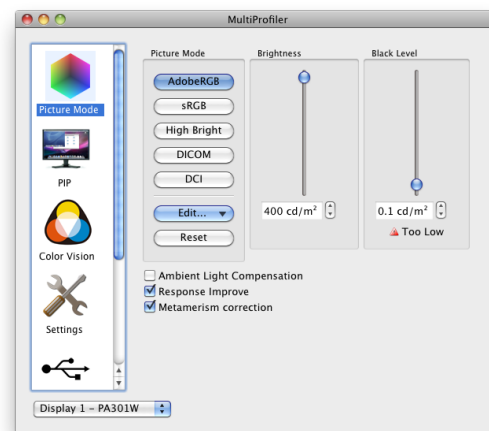 MultiProfiler
Picture Mode
PIP
Color Vision
Settings
Display 1 - PA301W
Picture Mode
AdobeRGB
sRGB
High Bright
DICOM
DCI
Edit...
Reset
Brightness
400 cd/m²
Black Level
0.1 cd/m²
Too Low
Ambient Light Compensation
Response Improve
Metamerism correction